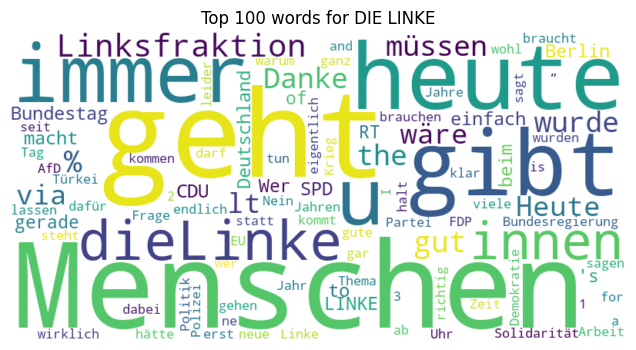 Top 100 words for DIE LINKE
Linksfraktion
immer
heute
müssen
and
warum
ganz
wohl
braucht
Berlin
leider
Danke
of
Jahre
sagt
"
Bundestag
seit
macht
Tag
%
AfD
Türkei
kommen
geht
darf
Deutschland
tun
eigentlich
Krieg
RT
the
brauchen
wäre
einfach
wurde
klar
is
beim
gibt
u
I
halt
via
lassen
dafür
gerade
steht
CDU
2
Frage
endlich
Wer
Nein
SPD
lt
Jahren
statt
kommt
Partei
FDP
viele
Heute
Bundesregierung
dieLinke
EU
wer
gute
gar
gut
innen
sagen
Menschen
's
dabei
Politik
Polizei
gehen
Jahr
Thema
to
LINKE
3
richtig
Zeit
Demokratie
1
for
a
wirklich
hätte
erst
ne
neue
Linke
ab
Uhr
Solidarität
Arbeit